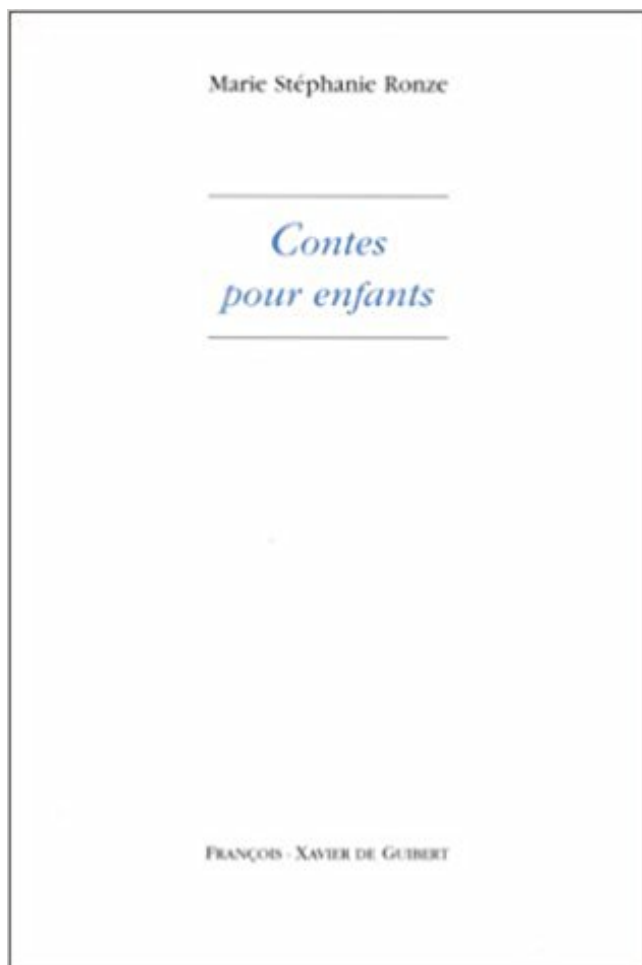 Marie Stéphanie Ronze
Contes
pour enfants
FRANÇOIS - XAVIER DE GUIBERT